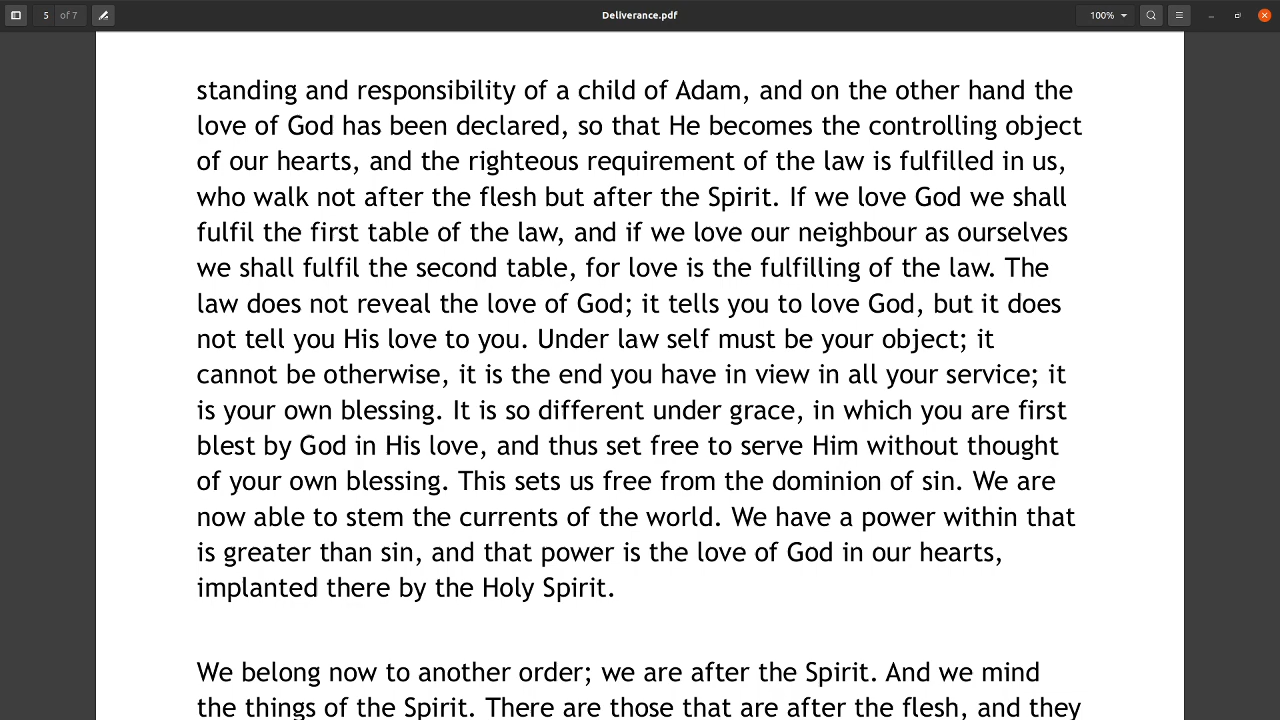 5 of 7
Deliverance.pdf
100%
standing and responsibility of a child of Adam, and on the other hand the
love of God has been declared, so that He becomes the controlling object
of our hearts, and the righteous requirement of the law is fulfilled in us,
who walk not after the flesh but after the Spirit. If we love God we shall
fulfil the first table of the law, and if we love our neighbour as ourselves
we shall fulfil the second table, for love is the fulfilling of the law. The
law does not reveal the love of God; it tells you to love God, but it does
not tell you His love to you. Under law self must be your object; it
cannot be otherwise, it is the end you have in view in all your service; it
is your own blessing. It is so different under grace, in which you are first
blest by God in His love, and thus set free to serve Him without thought
of your own blessing. This sets us free from the dominion of sin. We are
now able to stem the currents of the world. We have a power within that
is greater than sin, and that power is the love of God in our hearts,
implanted there by the Holy Spirit.
We belong now to another order; we are after the Spirit. And we mind
the things of the Spirit. There are those that are after the flesh, and they